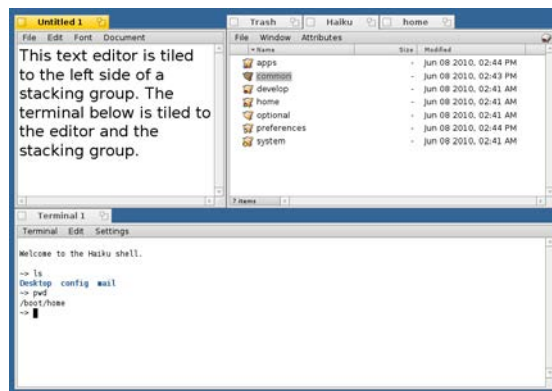 Untitled 1
File Edit Font Document
This text editor is tiled
to the left side of a
stacking group. The
terminal below is tiled to
the editor and the
stacking group.
Trash Haiku home
File Window Attributes
Name Size Modified
apps - Jun 08 2010, 02:44 PM
common - Jun 08 2010, 02:43 PM
develop - Jun 08 2010, 02:41 AM
home - Jun 08 2010, 02:41 AM
optional - Jun 08 2010, 02:41 AM
preferences - Jun 08 2010, 02:44 PM
system - Jun 08 2010, 02:41 AM
7 items
Terminal 1
Terminal Edit Settings
Welcome to the Haiku shell.
-> ls
Desktop config mail
-> pwd
/boot/home
->